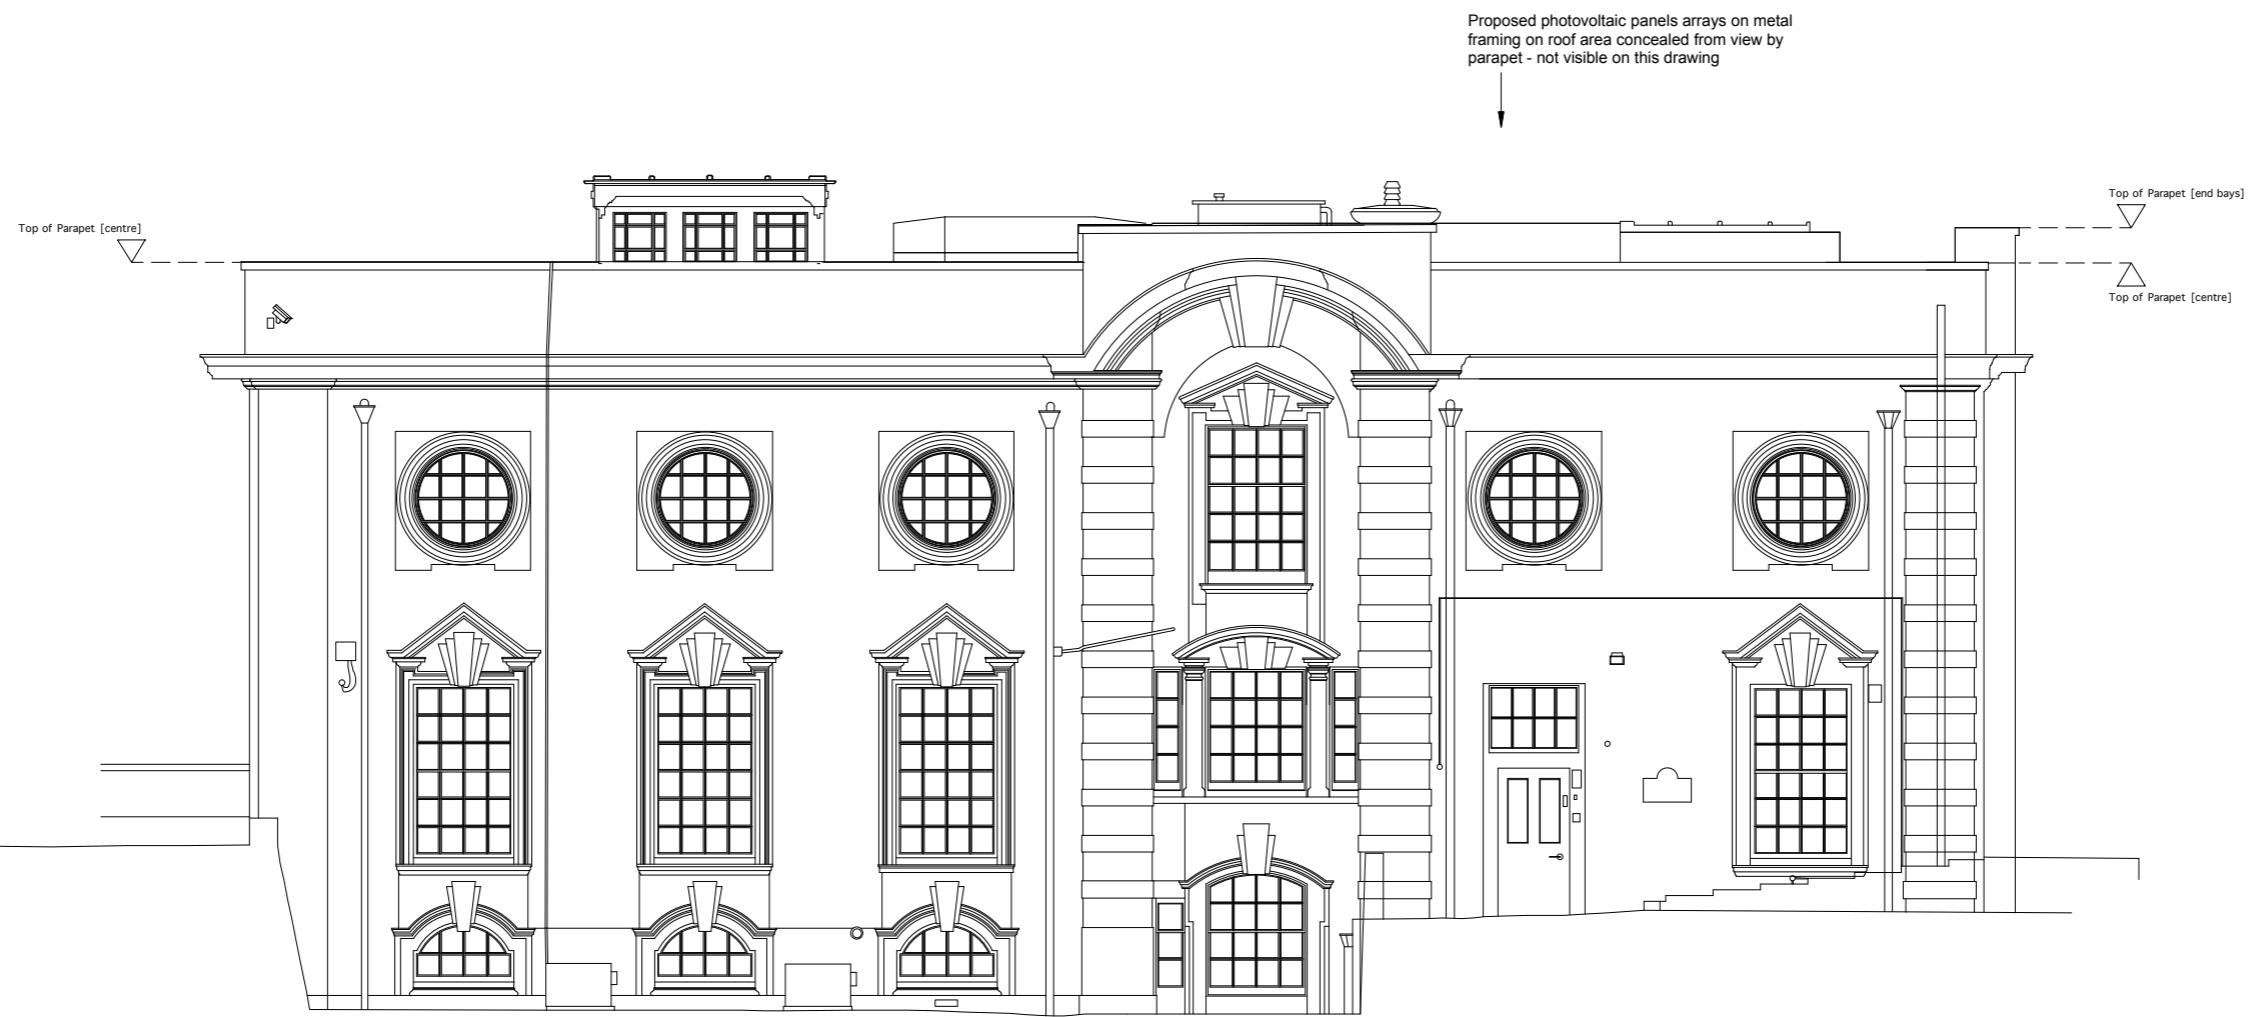 Proposed photovoltaic panels arrays on metal
framing on roof area concealed from view by
parapet - not visible on this drawing
Top of Parapet [end bays]
Top of Parapet [centre]
Top of Parapet [centre]